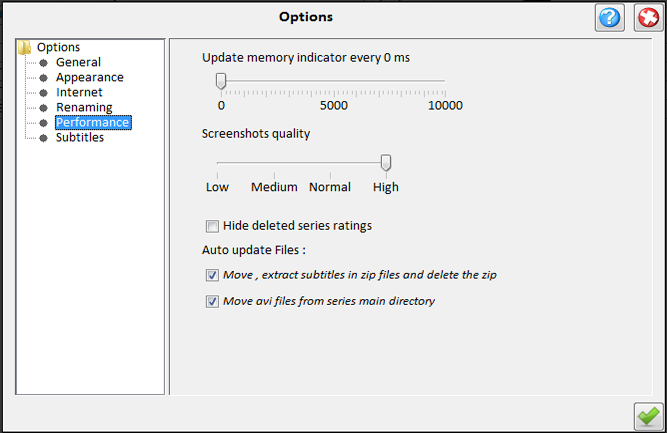 Options
Options
General
Appearance
Internet
Renaming
Performance
Subtitles
Update memory indicator every 0 ms
0 5000 10000
Screenshots quality
Low Medium Normal High
Hide deleted series ratings
Auto update Files :
Move , extract subtitles in zip files and delete the zip
Move avi files from series main directory